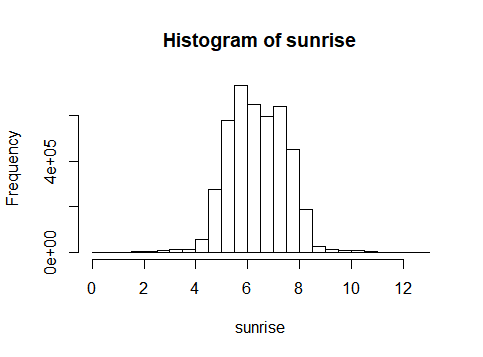 Histogram of sunrise
Frequency
4e+05
0e+00
0 2 4 6 8 10 12
sunrise